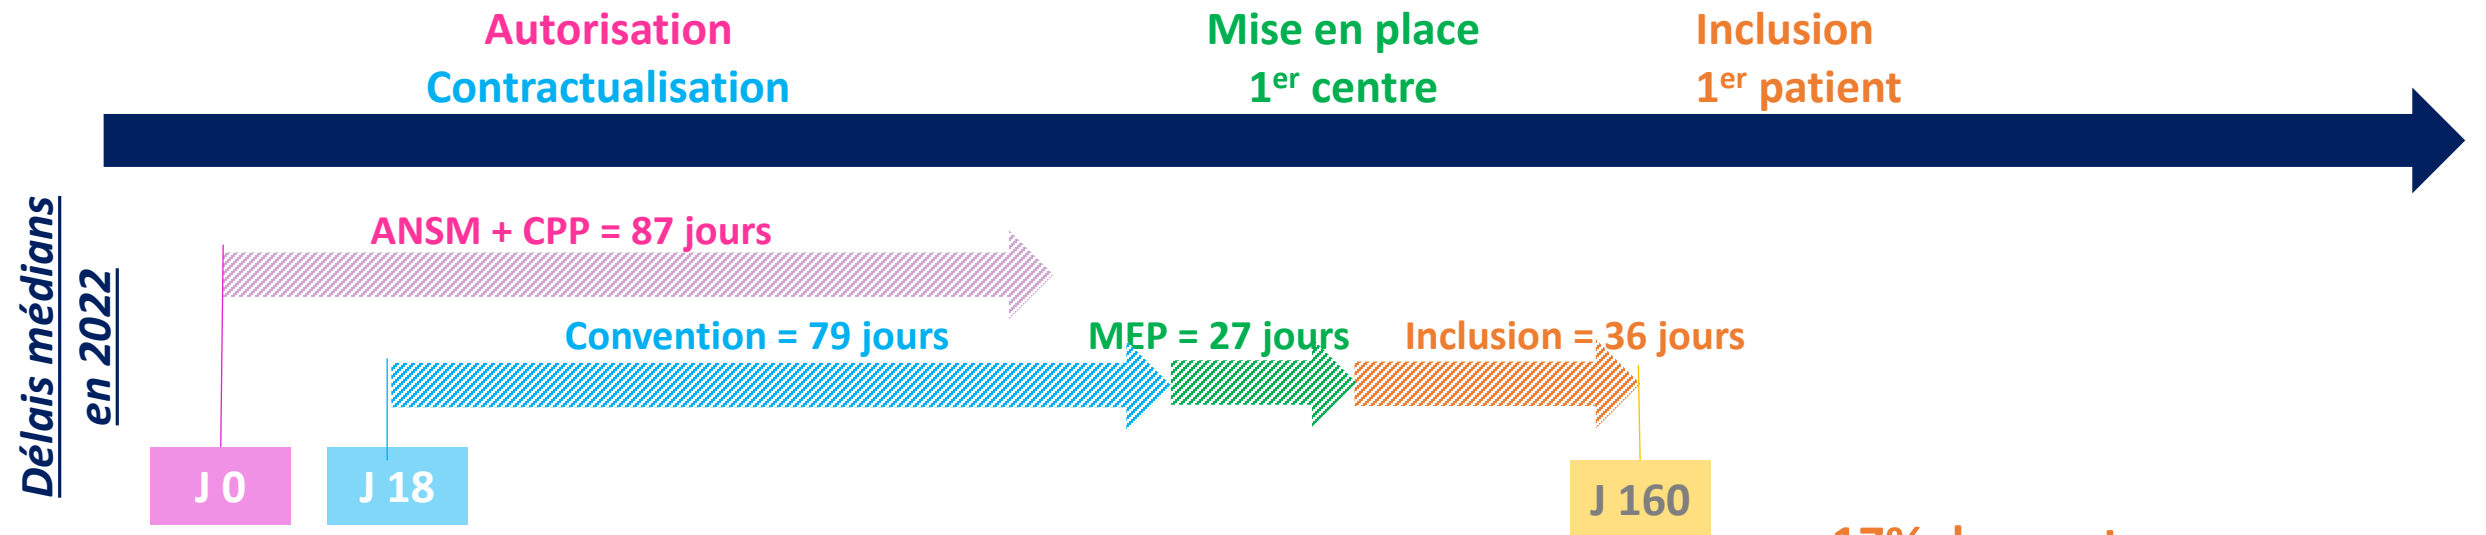 Autorisation
Contractualisation
Mise en place
1er centre
Inclusion
1er patient
Délais médians
en 2022
ANSM + CPP = 87 jours
Convention = 79 jours
MEP = 27 jours
Inclusion = 36 jours
J 0
J 18
J 160
17%